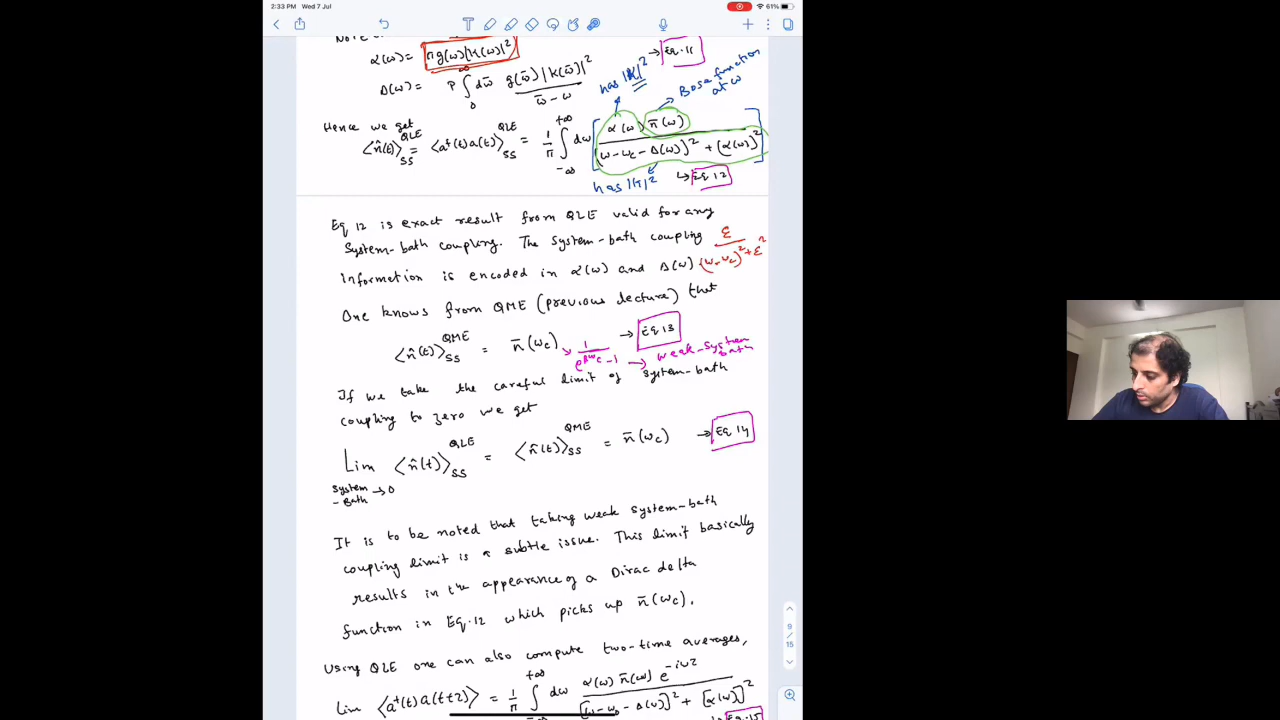 2:33 PM Wed 7 Jul
61%
α(ω) = πg(ω)|K(ω)|² → Eq. 11
Δ(ω) = P ∫₀^∞ dω̄ g(ω̄)|K(ω̄)|² / ω̄ - ω
has |K|²
Bose function at ω
Hence we get
⟨n̂(t)⟩_SS^QLE = ⟨a†(t)a(t)⟩_SS^QLE = 1/π ∫_{-∞}^{+∞} dω [ α(ω) n̄(ω) / (ω - ω_c - Δ(ω))² + [α(ω)]² ]
has |K|² ↳ Eq 12
Eq 12 is exact result from QLE valid for any
System-bath coupling. The System-bath coupling
information is encoded in α(ω) and Δ(ω)
ε / (ω - ω_c)² + ε²
One knows from QME (previous lecture) that
⟨n̂(t)⟩_SS^QME = n̄(ω_c) → Eq 13
↘ 1 / e^{βω_c} - 1 → weak-system bath
If we take the careful limit of system-bath
coupling to zero we get
Lim_{System-Bath → 0} ⟨n̂(t)⟩_SS^QLE = ⟨n̂(t)⟩_SS^QME = n̄(ω_c) → Eq 14
It is to be noted that taking weak system-bath
coupling limit is a subtle issue. This limit basically
results in the appearance of a Dirac delta
function in Eq. 12 which picks up n̄(ω_c).
Using QLE one can also compute two-time averages,
Lim ⟨a†(t)a(t+τ)⟩ = 1/π ∫_{-∞}^{+∞} dω α(ω) n̄(ω) e^{-iωτ} / [ω - ω_0 - Δ(ω)]² + [α(ω)]²
9
/
15